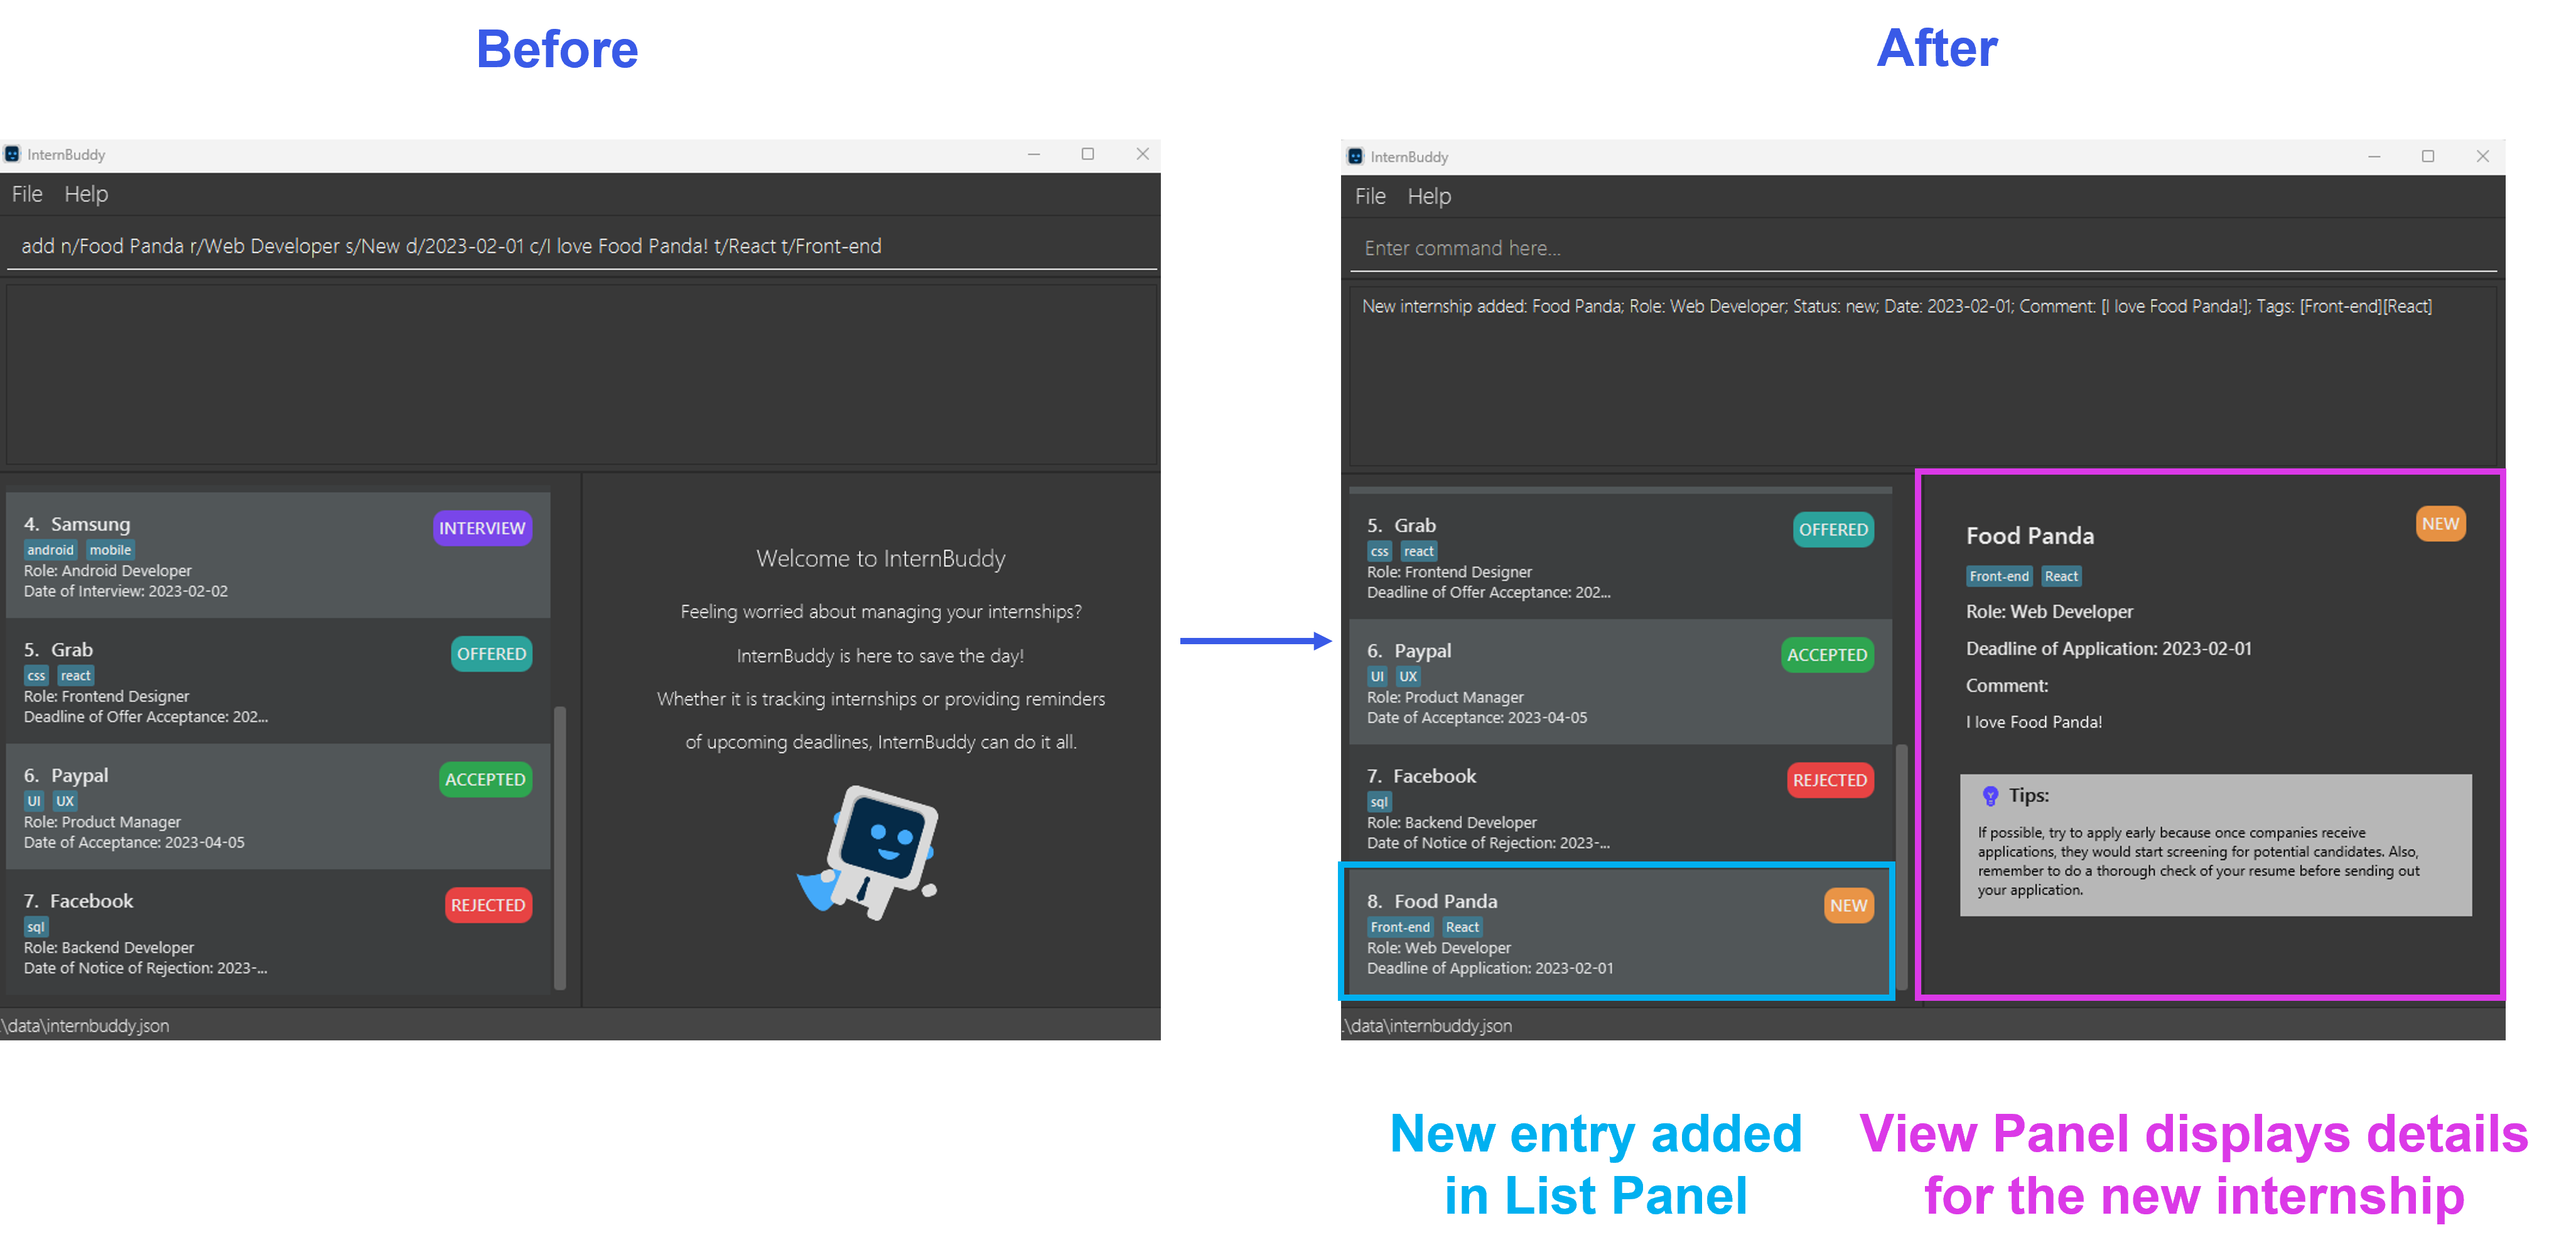 Before
InternBuddy
File Help
add n/Food Panda r/Web Developer s/New d/2023-02-01 c/I love Food Panda! t/React t/Front-end
4. Samsung
INTERVIEW
android mobile
Role: Android Developer
Date of Interview: 2023-02-02
5. Grab
OFFERED
css react
Role: Frontend Designer
Deadline of Offer Acceptance: 202...
6. Paypal
ACCEPTED
UI UX
Role: Product Manager
Date of Acceptance: 2023-04-05
7. Facebook
REJECTED
sql
Role: Backend Developer
Date of Notice of Rejection: 2023-...
Welcome to InternBuddy
Feeling worried about managing your internships?
InternBuddy is here to save the day!
Whether it is tracking internships or providing reminders
of upcoming deadlines, InternBuddy can do it all.
.\data\internbuddy.json
After
InternBuddy
File Help
Enter command here...
New internship added: Food Panda; Role: Web Developer; Status: new; Date: 2023-02-01; Comment: [I love Food Panda!]; Tags: [Front-end][React]
5. Grab
OFFERED
css react
Role: Frontend Designer
Deadline of Offer Acceptance: 202...
6. Paypal
ACCEPTED
UI UX
Role: Product Manager
Date of Acceptance: 2023-04-05
7. Facebook
REJECTED
sql
Role: Backend Developer
Date of Notice of Rejection: 2023-...
8. Food Panda
NEW
Front-end React
Role: Web Developer
Deadline of Application: 2023-02-01
Food Panda
NEW
Front-end React
Role: Web Developer
Deadline of Application: 2023-02-01
Comment:
I love Food Panda!
Tips:
If possible, try to apply early because once companies receive
applications, they would start screening for potential candidates. Also,
remember to do a thorough check of your resume before sending out
your application.
.\data\internbuddy.json
New entry added
in List Panel
View Panel displays details
for the new internship